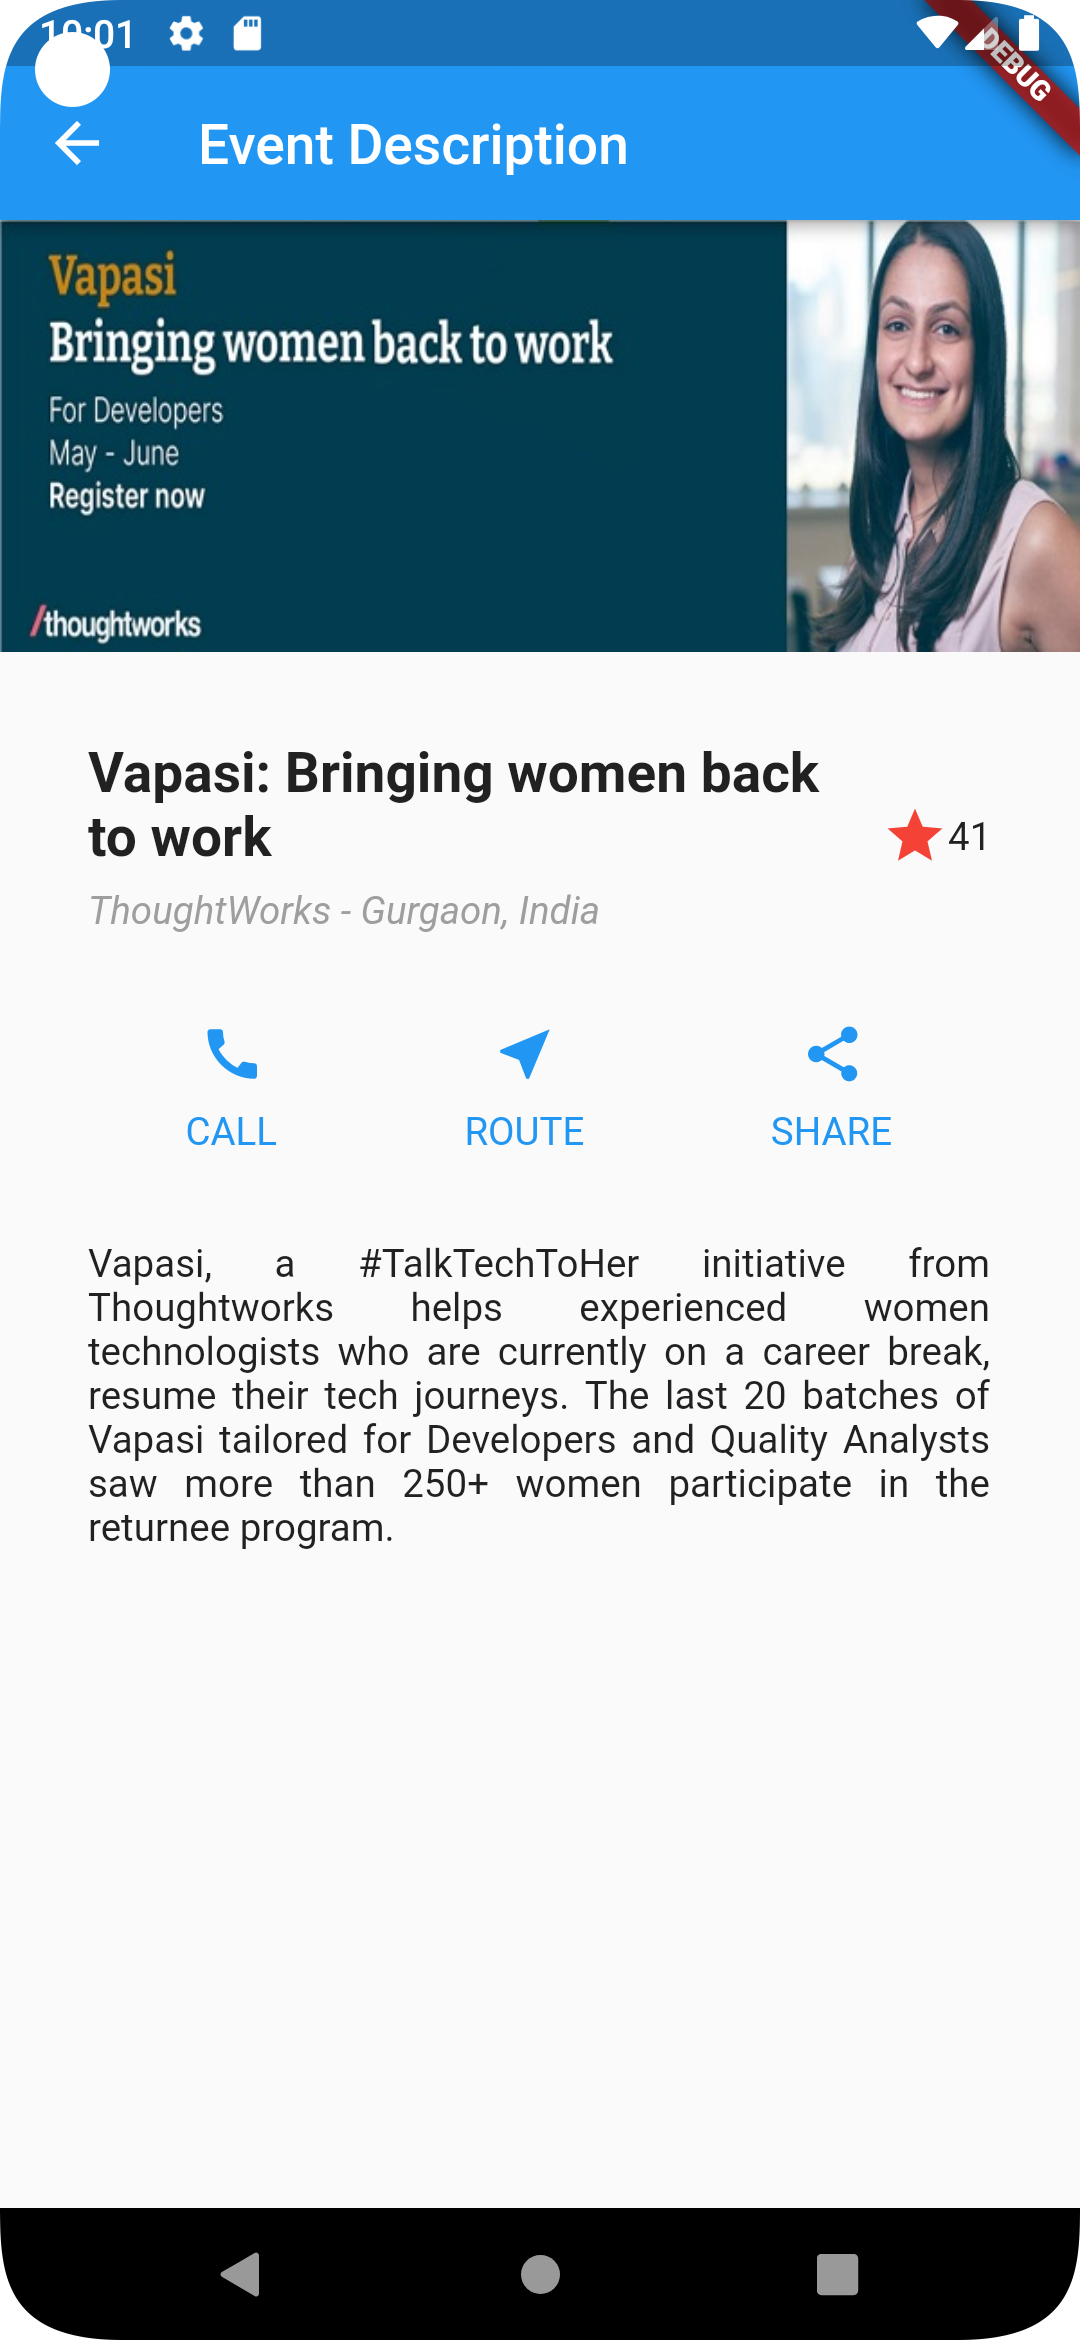 10:01
DEBUG
Event Description
Vapasi
Bringing women back to work
For Developers
May - June
Register now
/thoughtworks
Vapasi: Bringing women back
to work
41
ThoughtWorks - Gurgaon, India
CALL ROUTE SHARE
Vapasi, a #TalkTechToHer initiative from
Thoughtworks helps experienced women
technologists who are currently on a career break,
resume their tech journeys. The last 20 batches of
Vapasi tailored for Developers and Quality Analysts
saw more than 250+ women participate in the
returnee program.